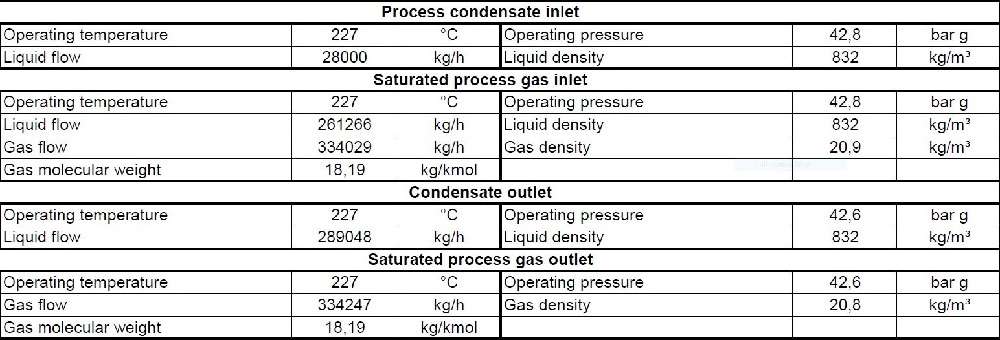 Process condensate inlet
Operating temperature 227 °C Operating pressure 42,8 bar g
Liquid flow 28000 kg/h Liquid density 832 kg/m³
Saturated process gas inlet
Operating temperature 227 °C Operating pressure 42,8 bar g
Liquid flow 261266 kg/h Liquid density 832 kg/m³
Gas flow 334029 kg/h Gas density 20,9 kg/m³
Full-screen Snip
Gas molecular weight 18,19 kg/kmol
Condensate outlet
Operating temperature 227 °C Operating pressure 42,6 bar g
Liquid flow 289048 kg/h Liquid density 832 kg/m³
Saturated process gas outlet
Operating temperature 227 °C Operating pressure 42,6 bar g
Gas flow 334247 kg/h Gas density 20,8 kg/m³
Gas molecular weight 18,19 kg/kmol